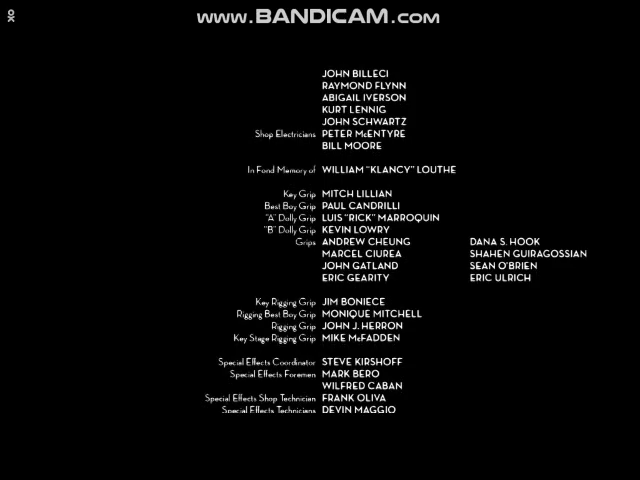 www.BANDICAM.com
JOHN BILLECI
RAYMOND FLYNN
ABIGAIL IVERSON
KURT LENNIG
JOHN SCHWARTZ
Shop Electricians PETER McENTYRE
BILL MOORE
In Fond Memory of WILLIAM "KLANCY" LOUTHE
Key Grip MITCH LILLIAN
Best Boy Grip PAUL CANDRILLI
"A" Dolly Grip LUIS "RICK" MARROQUIN
"B" Dolly Grip KEVIN LOWRY
Grips ANDREW CHEUNG DANA S. HOOK
MARCEL CIUREA SHAHEN GUIRAGOSSIAN
JOHN GATLAND SEAN O'BRIEN
ERIC GEARITY ERIC ULRICH
Key Rigging Grip JIM BONIECE
Rigging Best Boy Grip MONIQUE MITCHELL
Rigging Grip JOHN J. HERRON
Key Stage Rigging Grip MIKE McFADDEN
Special Effects Coordinator STEVE KIRSHOFF
Special Effects Foremen MARK BERO
WILFRED CABAN
Special Effects Shop Technician FRANK OLIVA
Special Effects Technicians DEVIN MAGGIO